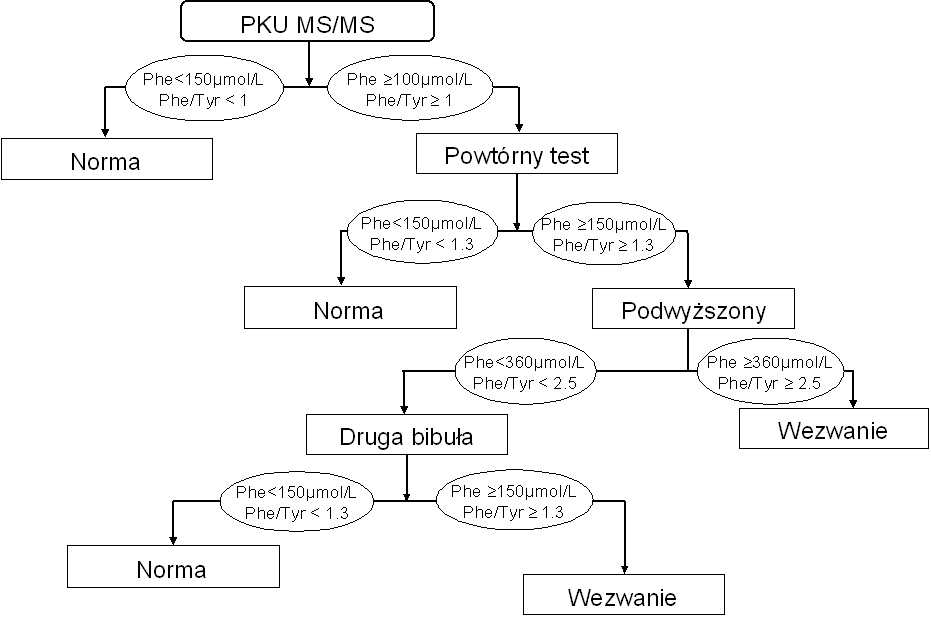 PKU MS/MS
Phe<150µmol/L
Phe/Tyr < 1
Phe ≥100µmol/L
Phe/Tyr ≥ 1
Norma
Powtórny test
Phe<150µmol/L
Phe/Tyr < 1.3
Phe ≥150µmol/L
Phe/Tyr ≥ 1.3
Norma
Podwyższony
Phe<360µmol/L
Phe/Tyr < 2.5
Phe ≥360µmol/L
Phe/Tyr ≥ 2.5
Druga bibuła
Wezwanie
Phe<150µmol/L
Phe/Tyr < 1.3
Phe ≥150µmol/L
Phe/Tyr ≥ 1.3
Norma
Wezwanie